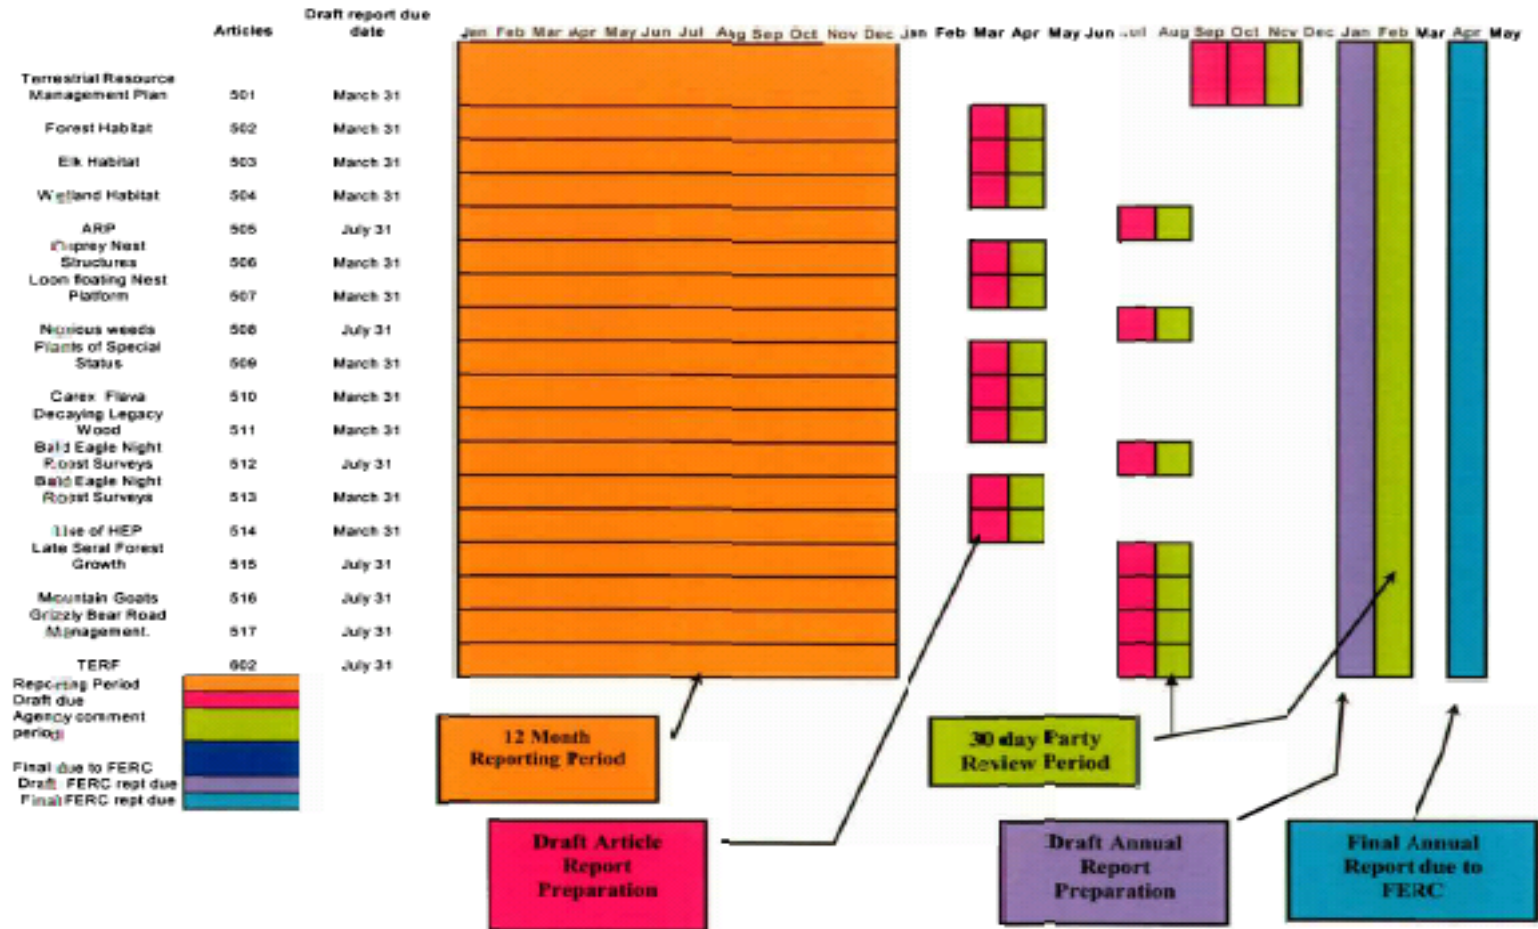 Draft report due
Articles date Jan Feb Mar Apr May Jun Jul Aug Sep Oct Nov Dec Jan Feb Mar Apr May Jun Jul Aug Sep Oct Nov Dec Jan Feb Mar Apr May
Terrestrial Resource
Management Plan 501 March 31
Forest Habitat 502 March 31
Elk Habitat 503 March 31
Wetland Habitat 504 March 31
ARP 505 July 31
Osprey Nest
Structures 506 March 31
Loon floating Nest
Platform 507 March 31
Noxious weeds 508 July 31
Plants of Special
Status 509 March 31
Carex Flava 510 March 31
Decaying Legacy
Wood 511 March 31
Bald Eagle Night
Roost Surveys 512 July 31
Bald Eagle Night
Roost Surveys 513 March 31
Use of HEP 514 March 31
Late Seral Forest
Growth 515 July 31
Mountain Goats 516 July 31
Grizzly Bear Road
Management. 517 July 31
TERF 602 July 31
Reporting Period
Draft due
Agency comment
period
Final due to FERC
Draft FERC rept due
Final FERC rept due
12 Month
Reporting Period
30 day Party
Review Period
Draft Article
Report
Preparation
Draft Annual
Report
Preparation
Final Annual
Report due to
FERC